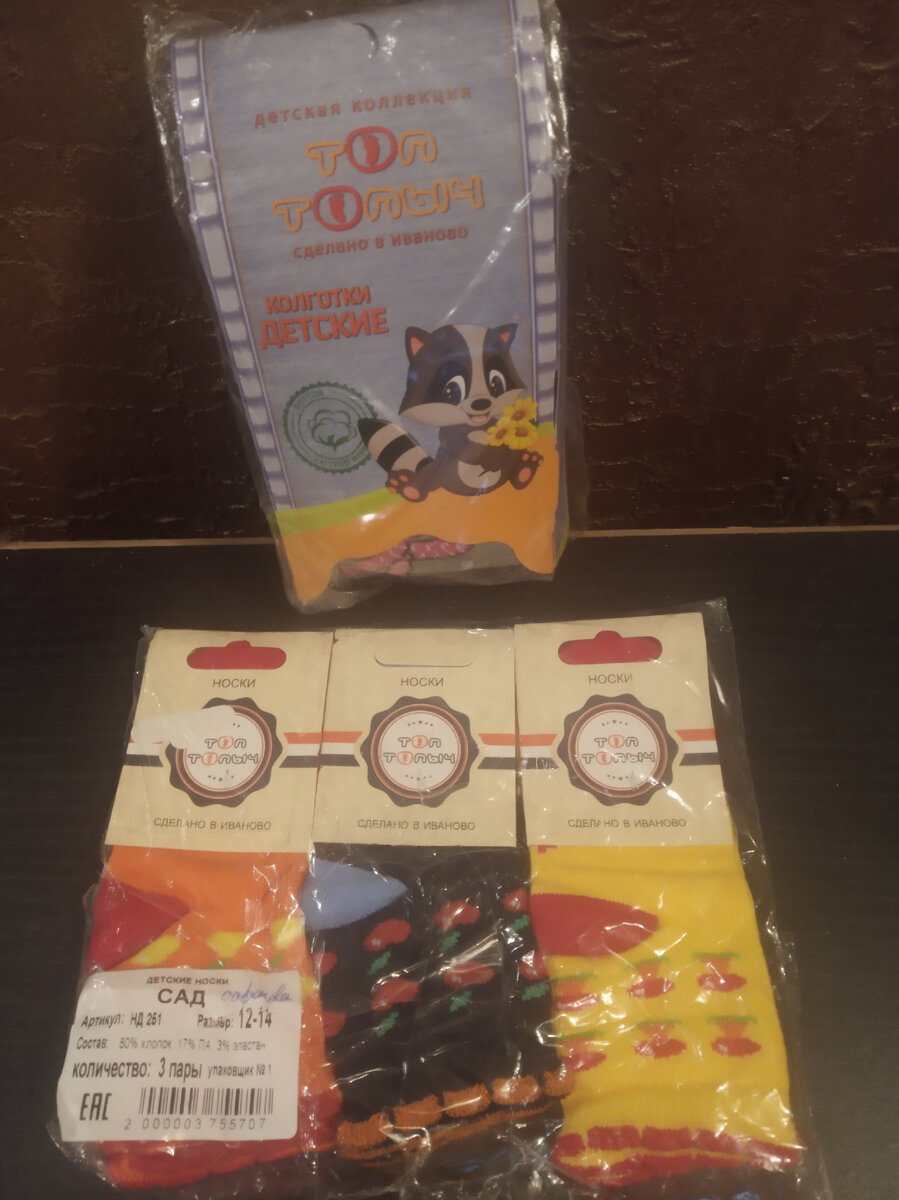 детская коллекция
топ
топыч
сделано в иваново
колготки
детские
НОСКИ
ТОП
ТОПЫЧ
СДЕЛАНО В ИВАНОВО
НОСКИ
ТОП
ТОПЫЧ
СДЕЛАНО В ИВАНОВО
НОСКИ
ТОП
ТОПЫЧ
СДЕЛАНО В ИВАНОВО
ДЕТСКИЕ НОСКИ
САД
Артикул: НД 261 Размер: 12-14
Состав: 80% хлопок, 17% ПА, 3% эластан
количество: 3 пары упаковщик № 1
ЕАС
2 000003 755707